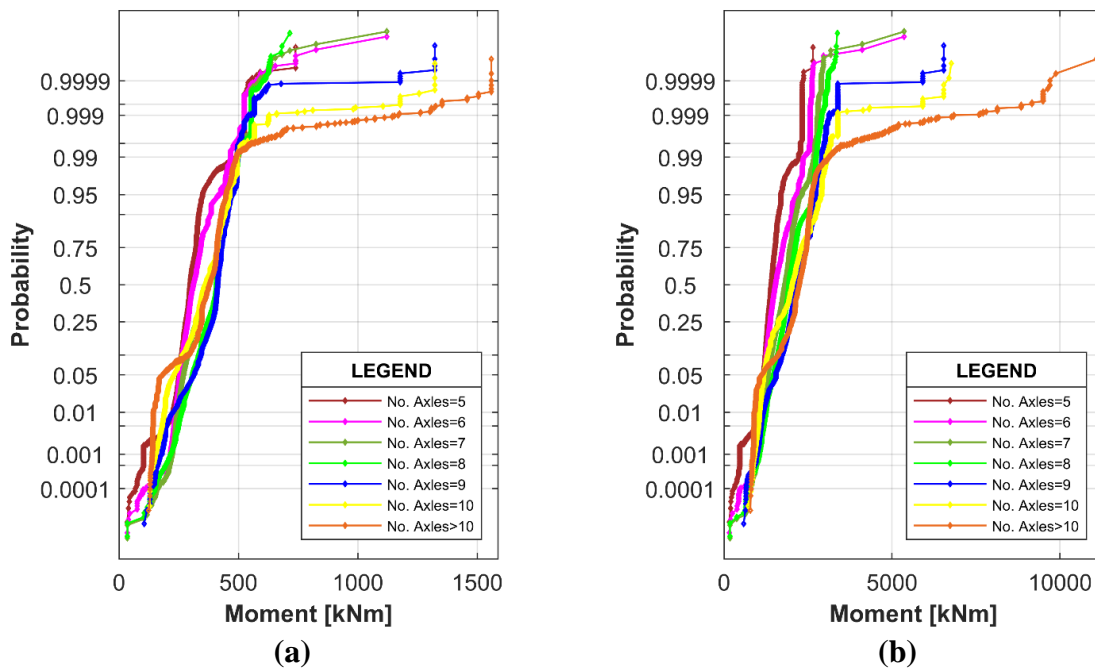 Probability
0.9999
0.999
0.99
0.95
0.75
0.5
0.25
0.05
0.01
0.001
0.0001
LEGEND
No. Axles=5
No. Axles=6
No. Axles=7
No. Axles=8
No. Axles=9
No. Axles=10
No. Axles>10
0 500 1000 1500
Moment [kNm]
(a)
Probability
0.9999
0.999
0.99
0.95
0.75
0.5
0.25
0.05
0.01
0.001
0.0001
LEGEND
No. Axles=5
No. Axles=6
No. Axles=7
No. Axles=8
No. Axles=9
No. Axles=10
No. Axles>10
0 5000 10000
Moment [kNm]
(b)